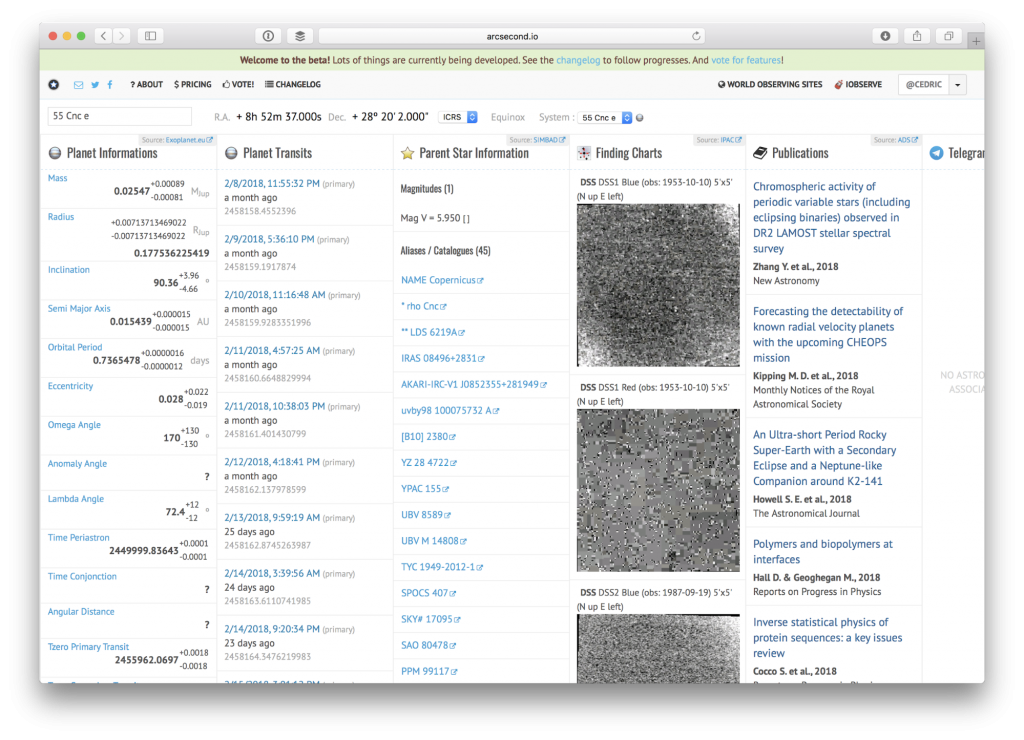 arcsecond.io
Welcome to the beta! Lots of things are currently being developed. See the changelog to follow progresses. And vote for features!
? ABOUT $ PRICING VOTE! CHANGELOG WORLD OBSERVING SITES IOBSERVE @CEDRIC
55 Cnc e R.A. + 8h 52m 37.000s Dec. + 28º 20' 2.000" ICRS Equinox System : 55 Cnc e
Source: Exoplanet.eu
Planet Informations
Mass
0.02547 +0.00089 -0.00081 MJup
Radius
+0.00713713469022
-0.00713713469022 RJup
0.177536225419
Inclination
90.36 +3.96 -4.66 °
Semi Major Axis
0.015439 +0.000015 -0.000015 AU
Orbital Period
0.7365478 +0.0000016 -0.0000012 days
Eccentricity
0.028 +0.022 -0.019
Omega Angle
170 +130 -130 °
Anomaly Angle
?
Lambda Angle
72.4 +12 -12 °
Time Periastron
2449999.83643 +0.0001 -0.0001
Time Conjonction
?
Angular Distance
?
Tzero Primary Transit
2455962.0697 +0.0018 -0.0018
Planet Transits
2/8/2018, 11:55:32 PM (primary)
a month ago
2458158.4552396
2/9/2018, 5:36:10 PM (primary)
a month ago
2458159.1917874
2/10/2018, 11:16:48 AM (primary)
a month ago
2458159.9283351996
2/11/2018, 4:57:25 AM (primary)
a month ago
2458160.6648829994
2/11/2018, 10:38:03 PM (primary)
a month ago
2458161.401430799
2/12/2018, 4:18:41 PM (primary)
a month ago
2458162.137978599
2/13/2018, 9:59:19 AM (primary)
25 days ago
2458162.8745263987
2/14/2018, 3:39:56 AM (primary)
24 days ago
2458163.6110741985
2/14/2018, 9:20:34 PM (primary)
23 days ago
2458164.3476219983
Source: SIMBAD
Parent Star Information
Magnitudes (1)
Mag V = 5.950 [ ]
Aliases / Catalogues (45)
NAME Copernicus
* rho Cnc
** LDS 6219A
IRAS 08496+2831
AKARI-IRC-V1 J0852355+281949
uvby98 100075732 A
[B10] 2380
YZ 28 4722
YPAC 155
UBV 8589
UBV M 14808
TYC 1949-2012-1
SPOCS 407
SKY# 17095
SAO 80478
PPM 99117
Source: IPAC
Finding Charts
DSS DSS1 Blue (obs: 1953-10-10) 5'x5'
(N up E left)
DSS DSS1 Red (obs: 1953-10-10) 5'x5'
(N up E left)
DSS DSS2 Blue (obs: 1987-09-19) 5'x5'
(N up E left)
Source: ADS
Publications
Chromospheric activity of
periodic variable stars (including
eclipsing binaries) observed in
DR2 LAMOST stellar spectral
survey
Zhang Y. et al., 2018
New Astronomy
Forecasting the detectability of
known radial velocity planets
with the upcoming CHEOPS
mission
Kipping M. D. et al., 2018
Monthly Notices of the Royal
Astronomical Society
An Ultra-short Period Rocky
Super-Earth with a Secondary
Eclipse and a Neptune-like
Companion around K2-141
Howell S. E. et al., 2018
The Astronomical Journal
Polymers and biopolymers at
interfaces
Hall D. & Geoghegan M., 2018
Reports on Progress in Physics
Inverse statistical physics of
protein sequences: a key issues
review
Cocco S. et al., 2018
Telegra
NO ASTRO
ASSOCIA